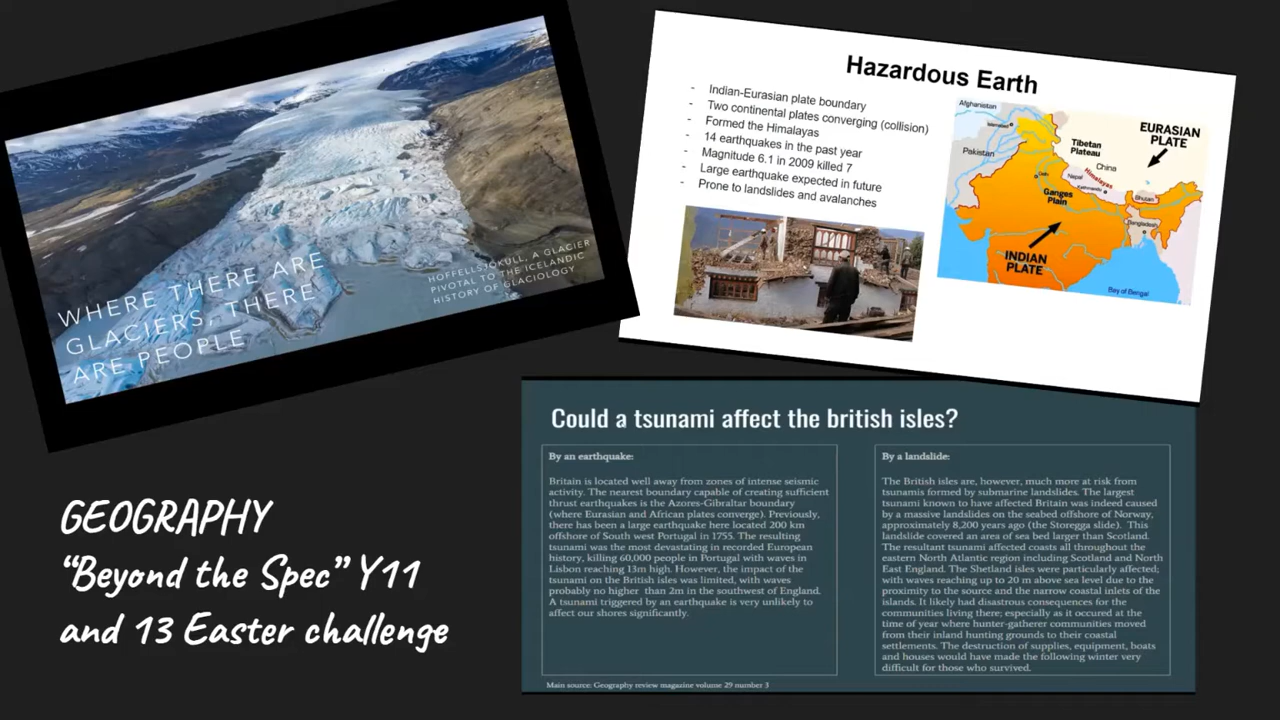 WHERE THERE ARE
GLACIERS, THERE
ARE PEOPLE
HOFFELLSJÖKULL, A GLACIER
PIVOTAL TO THE ICELANDIC
HISTORY OF GLACIOLOGY
Hazardous Earth
- Indian-Eurasian plate boundary
- Two continental plates converging (collision)
- Formed the Himalayas
- 14 earthquakes in the past year
- Magnitude 6.1 in 2009 killed 7
- Large earthquake expected in future
- Prone to landslides and avalanches
Afghanistan
Islamabad
Pakistan
EURASIAN
PLATE
Tibetan
Plateau
China
Delhi
Nepal
Himalayas
Kathmandu
Bhutan
Ganges
Plain
Bangladesh
INDIAN
PLATE
Bay of Bengal
Could a tsunami affect the british isles?
By an earthquake:
Britain is located well away from zones of intense seismic
activity. The nearest boundary capable of creating sufficient
thrust earthquakes is the Azores-Gibraltar boundary
(where Eurasian and African plates converge). Previously,
there has been a large earthquake here located 200 km
offshore of South west Portugal in 1755. The resulting
tsunami was the most devastating in recorded European
history, killing 60,000 people in Portugal with waves in
Lisbon reaching 13m high. However, the impact of the
tsunami on the British isles was limited, with waves
probably no higher than 2m in the southwest of England.
A tsunami triggered by an earthquake is very unlikely to
affect our shores significantly.
By a landslide:
The British isles are, however, much more at risk from
tsunamis formed by submarine landslides. The largest
tsunami known to have affected Britain was indeed caused
by a massive landslides on the seabed offshore of Norway,
approximately 8,200 years ago (the Storegga slide). This
landslide covered an area of sea bed larger than Scotland.
The resultant tsunami affected coasts all throughout the
eastern North Atlantic region including Scotland and North
East England. The Shetland isles were particularly affected;
with waves reaching up to 20 m above sea level due to the
proximity to the source and the narrow coastal inlets of the
islands. It likely had disastrous consequences for the
communities living there; especially as it occured at the
time of year where hunter-gatherer communities moved
from their inland hunting grounds to their coastal
settlements. The destruction of supplies, equipment, boats
and houses would have made the following winter very
difficult for those who survived.
Main source: Geography review magazine volume 29 number 3
GEOGRAPHY
“Beyond the Spec” Y11
and 13 Easter challenge